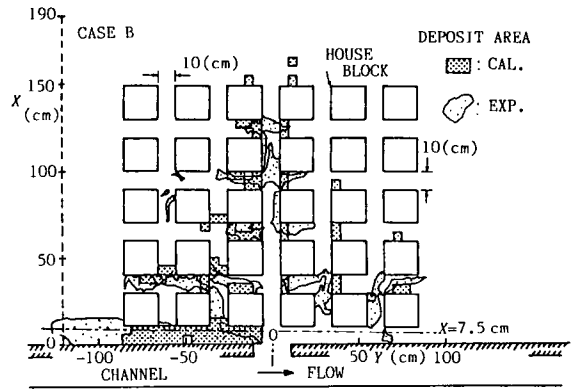 190
CASE B
DEPOSIT AREA
10(cm)
HOUSE
BLOCK
: CAL.
150
X
(cm)
: EXP.
100
10(cm)
50
0
0
X=7.5 cm
-100
-50
50
Y(cm)
100
CHANNEL
FLOW